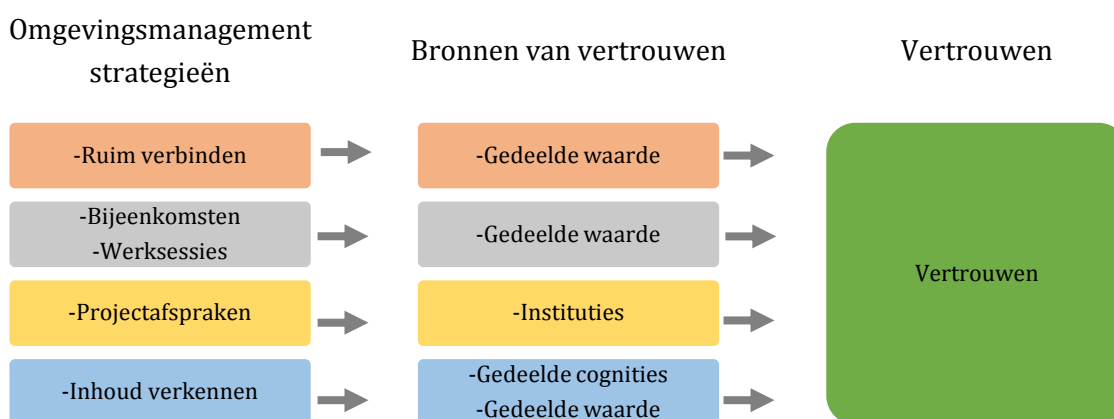 Omgevingsmanagement
strategieën
Bronnen van vertrouwen
Vertrouwen
-Ruim verbinden
-Gedeelde waarde
-Bijeenkomsten
-Werksessies
-Gedeelde waarde
Vertrouwen
-Projectafspraken
-Instituties
-Inhoud verkennen
-Gedeelde cognities
-Gedeelde waarde